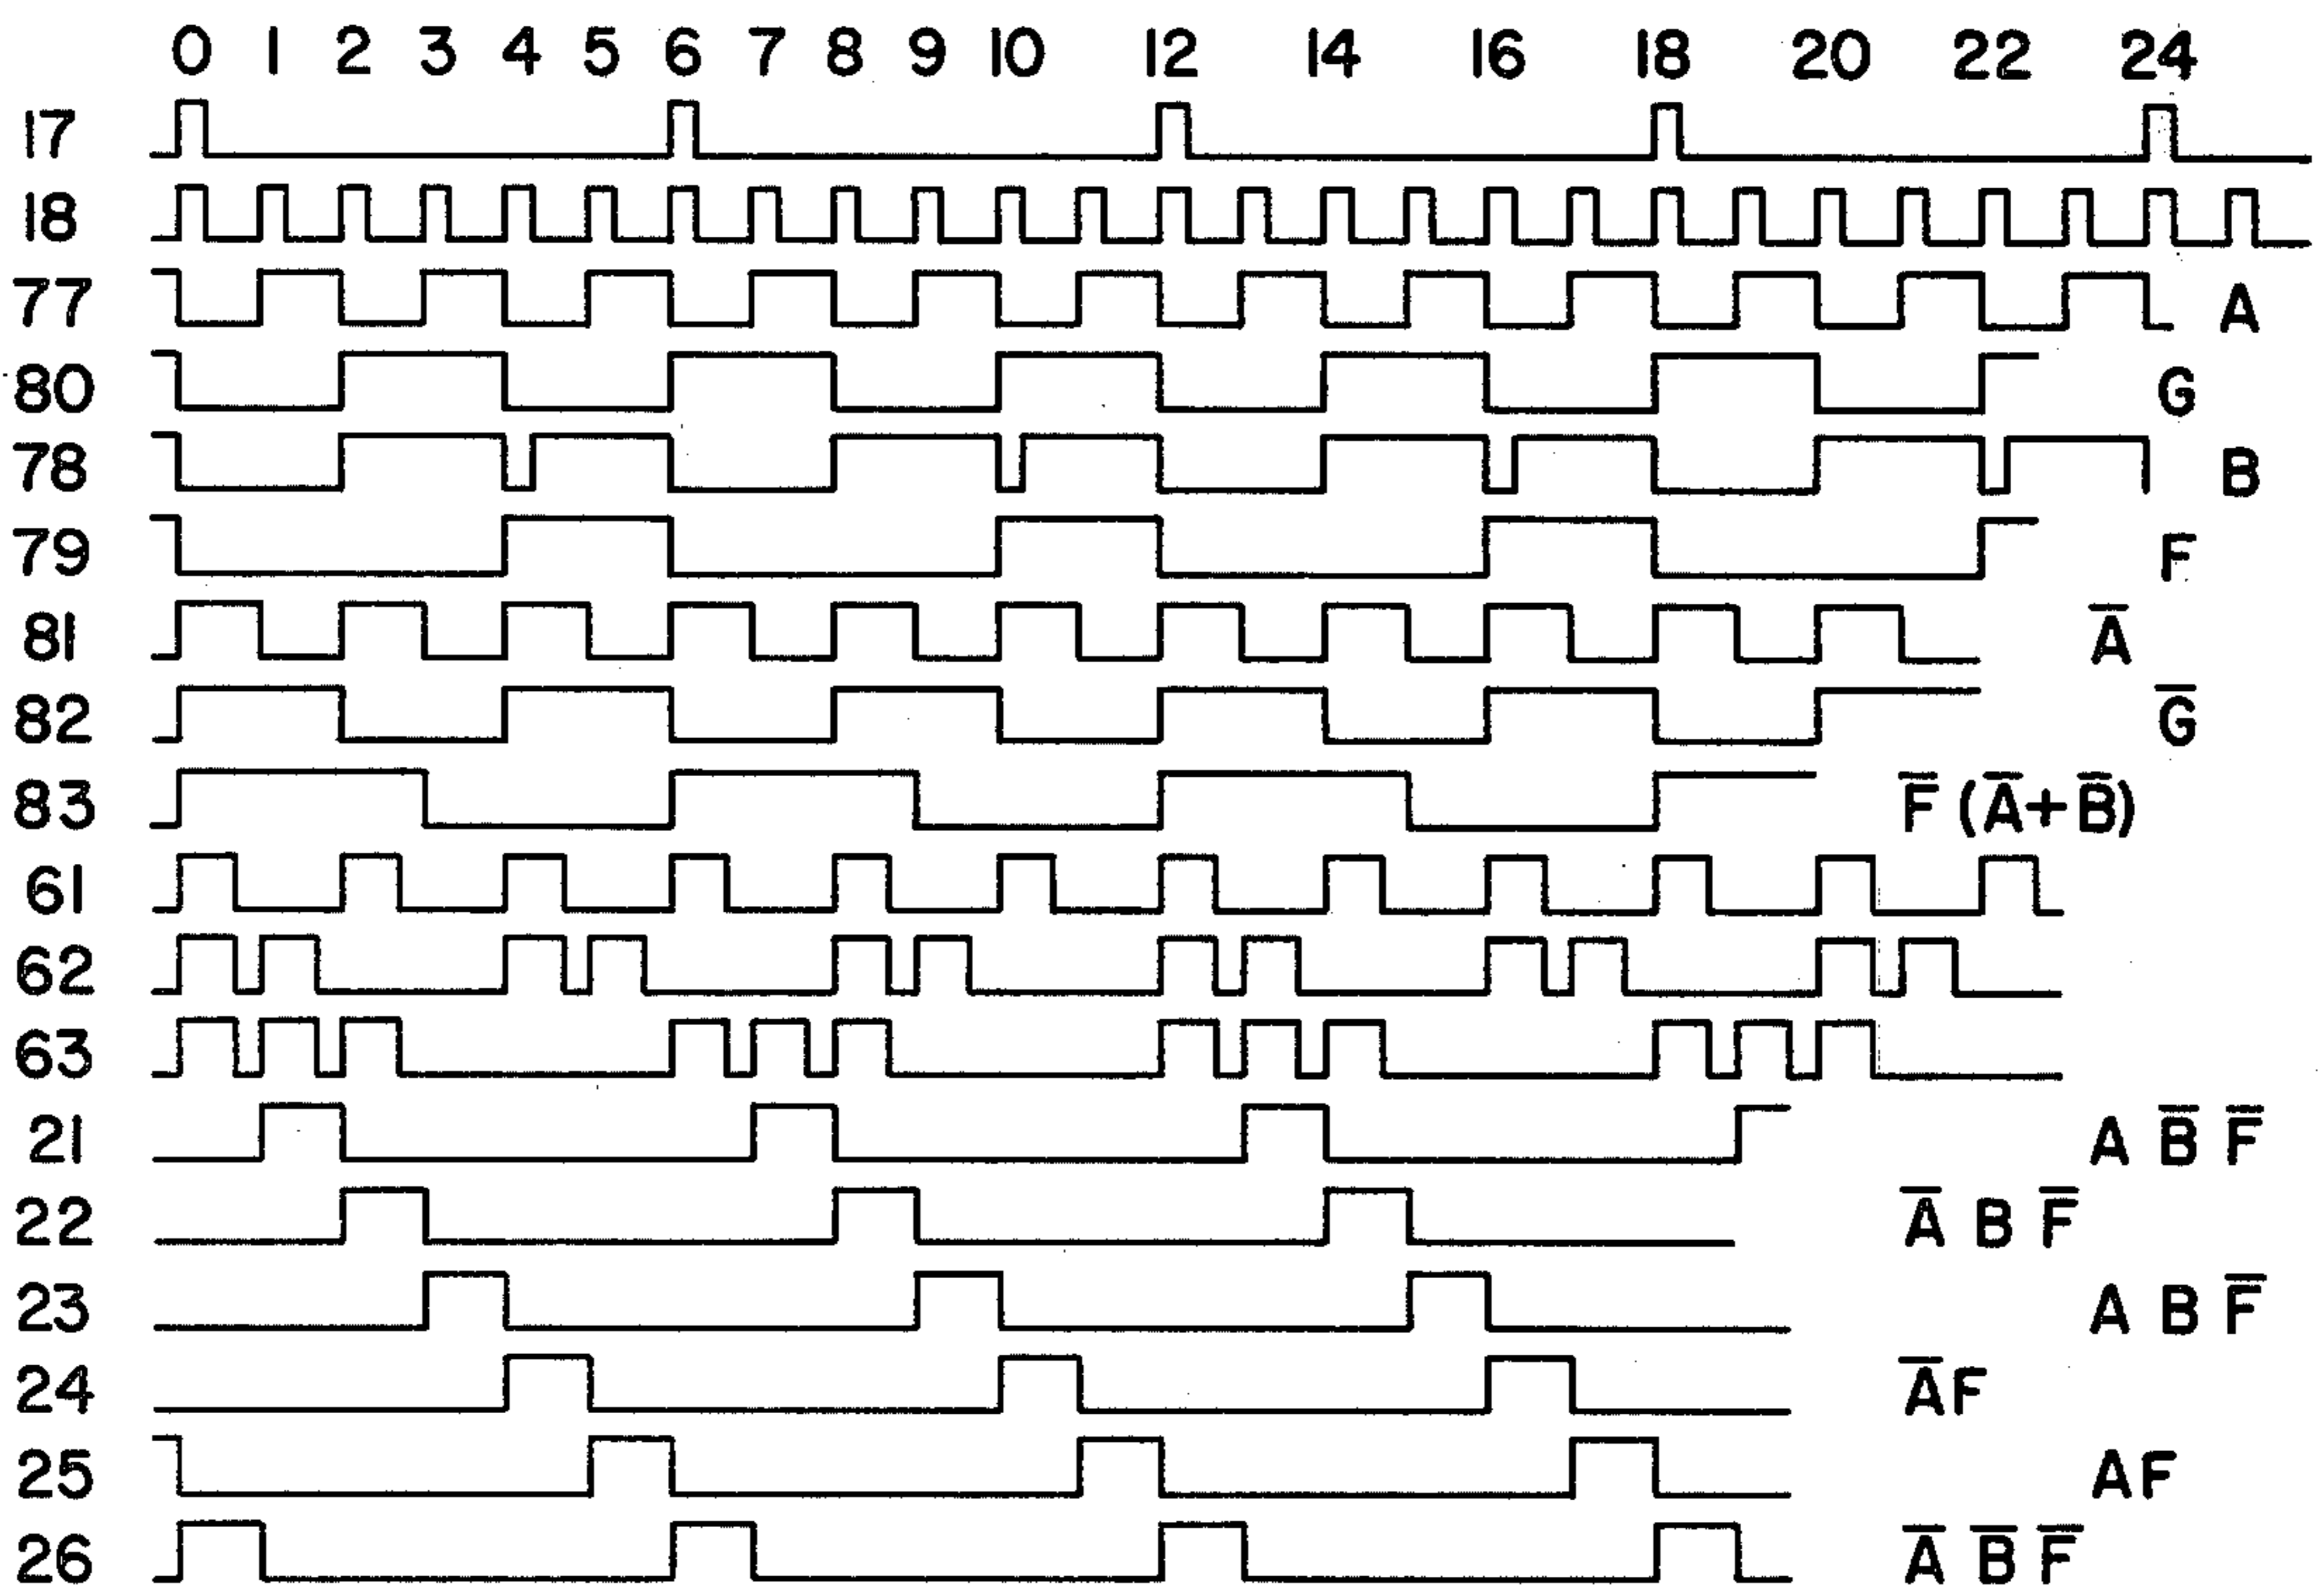 0 1 2 3 4 5 6 7 8 9 10 12 14 16 18 20 22 24
17
18
77 A
80 G
78 B
79 F
81 A̅
82 G̅
83 F̅ (A̅+B̅)
61
62
63
21 A B̅ F̅
22 A̅ B F̅
23 A B F̅
24 A̅F
25 AF
26 A̅ B̅ F̅